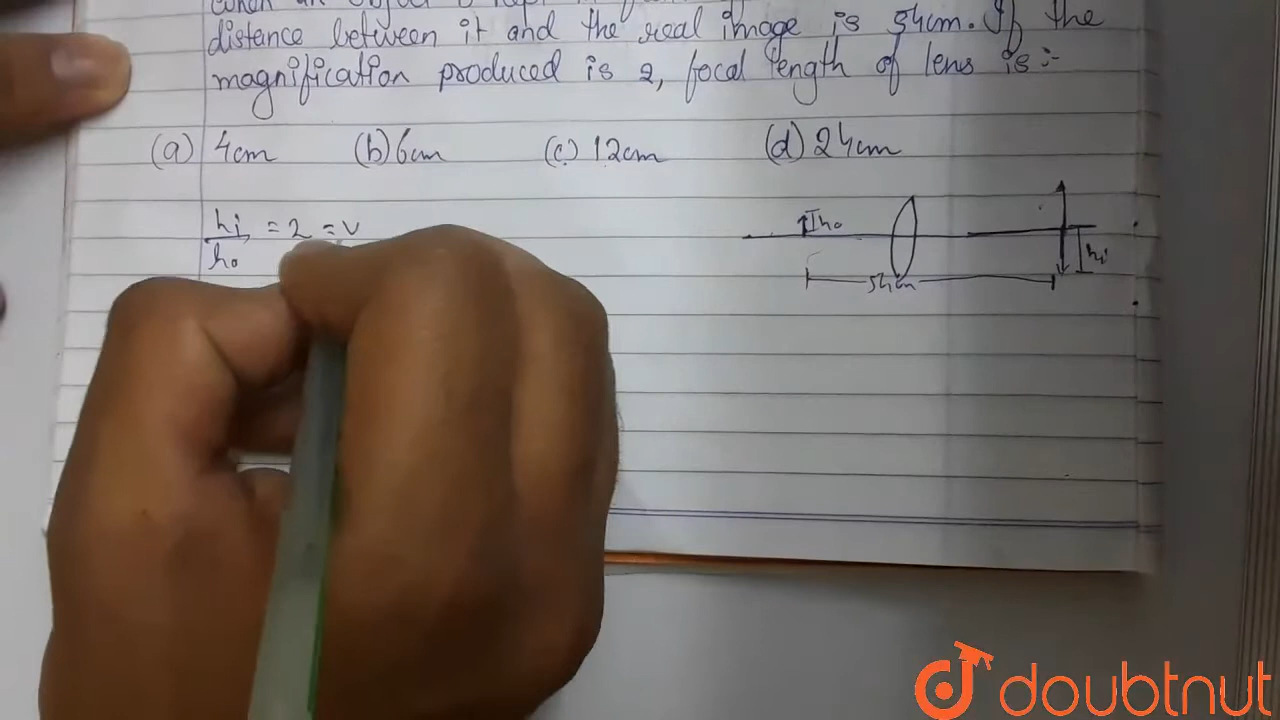 distance between it and the real image is 54cm. If the
magnification produced is 2, focal length of lens is :-
(a) 4cm (b) 6cm (c) 12cm (d) 24cm
hi/ho = 2 = v
ho
hi
54cm
doubtnut